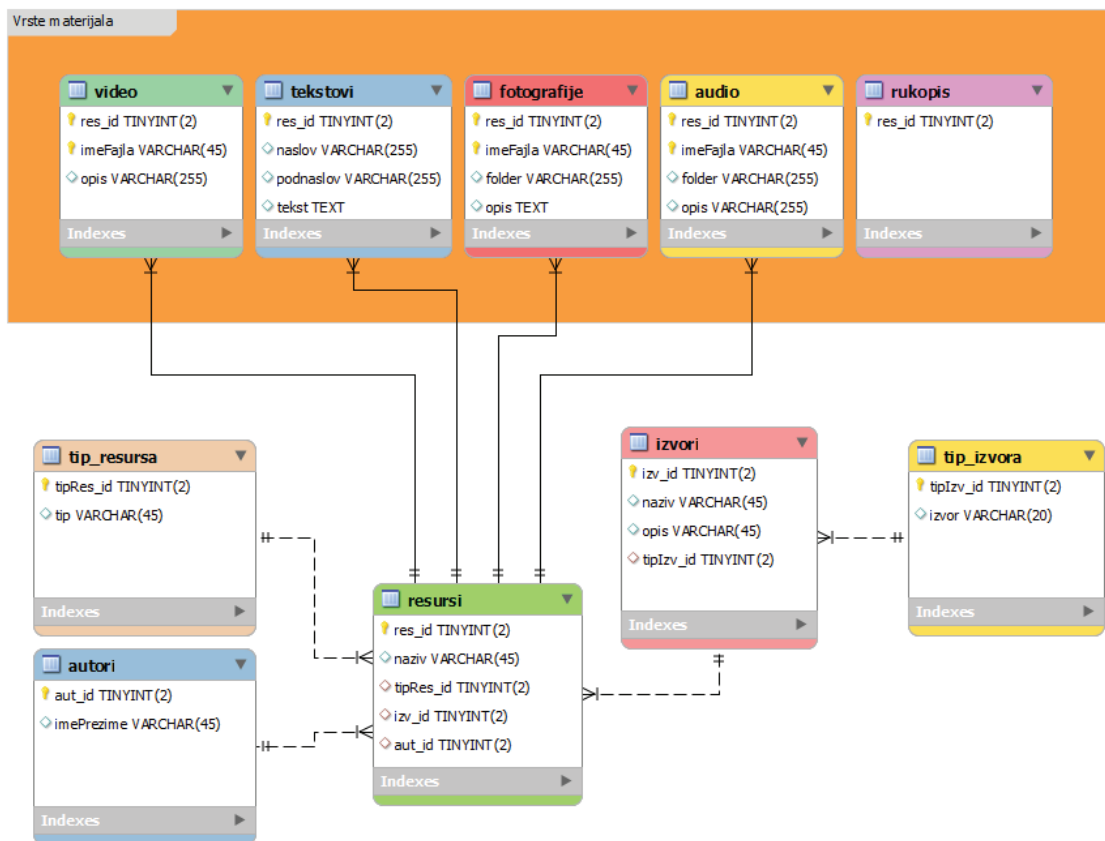 Vrste materijala
video
res_id TINYINT(2)
imeFajla VARCHAR(45)
opis VARCHAR(255)
Indexes
tekstovi
res_id TINYINT(2)
naslov VARCHAR(255)
podnaslov VARCHAR(255)
tekst TEXT
Indexes
fotografije
res_id TINYINT(2)
imeFajla VARCHAR(45)
folder VARCHAR(255)
opis TEXT
Indexes
audio
res_id TINYINT(2)
imeFajla VARCHAR(45)
folder VARCHAR(255)
opis VARCHAR(255)
Indexes
rukopis
res_id TINYINT(2)
Indexes
tip_resursa
tipRes_id TINYINT(2)
tip VARCHAR(45)
Indexes
izvori
izv_id TINYINT(2)
naziv VARCHAR(45)
opis VARCHAR(45)
tipIzv_id TINYINT(2)
Indexes
tip_izvora
tipIzv_id TINYINT(2)
izvor VARCHAR(20)
Indexes
resursi
res_id TINYINT(2)
naziv VARCHAR(45)
tipRes_id TINYINT(2)
izv_id TINYINT(2)
aut_id TINYINT(2)
Indexes
autori
aut_id TINYINT(2)
imePrezime VARCHAR(45)
Indexes